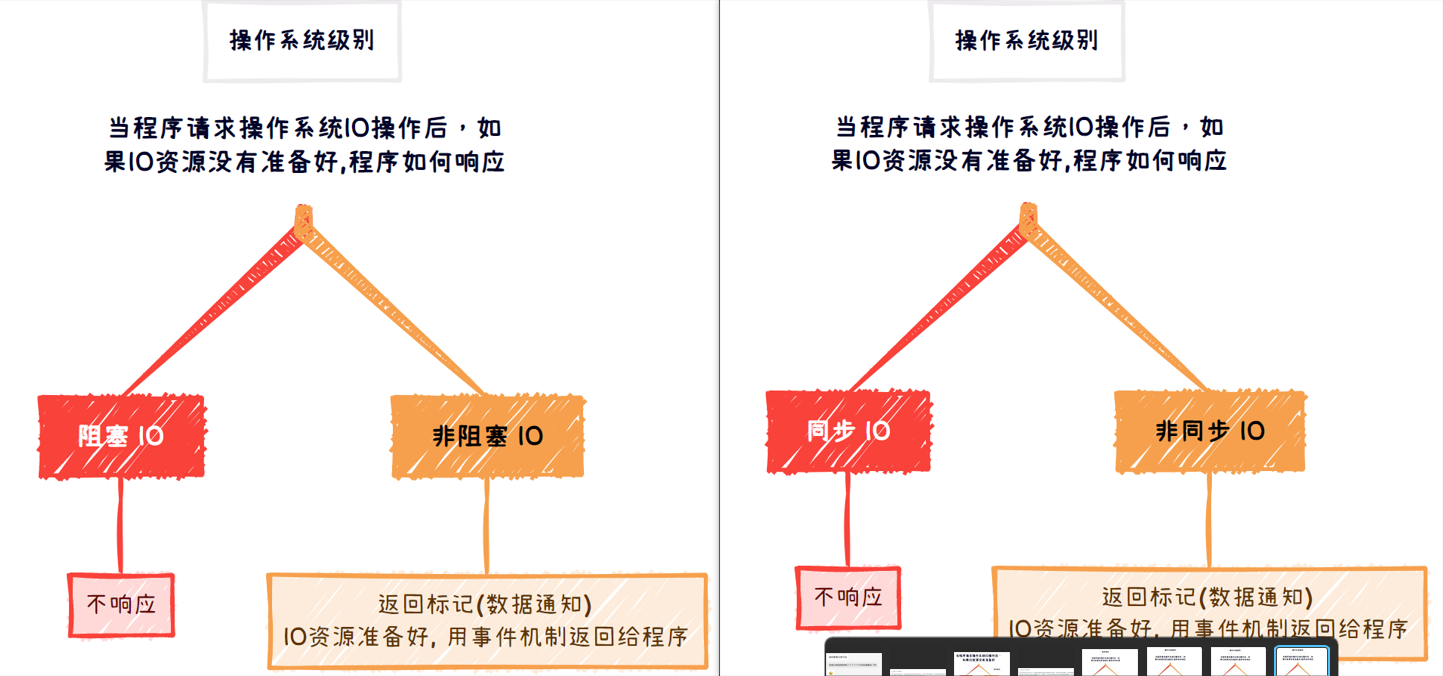 操作系统级别
当程序请求操作系统IO操作后，如
果IO资源没有准备好,程序如何响应
阻塞 IO
非阻塞 IO
不响应
返回标记(数据通知)
IO资源准备好, 用事件机制返回给程序
操作系统级别
当程序请求操作系统IO操作后，如
果IO资源没有准备好,程序如何响应
同步 IO
非同步 IO
不响应
返回标记(数据通知)
IO资源准备好, 用事件机制返回给程序